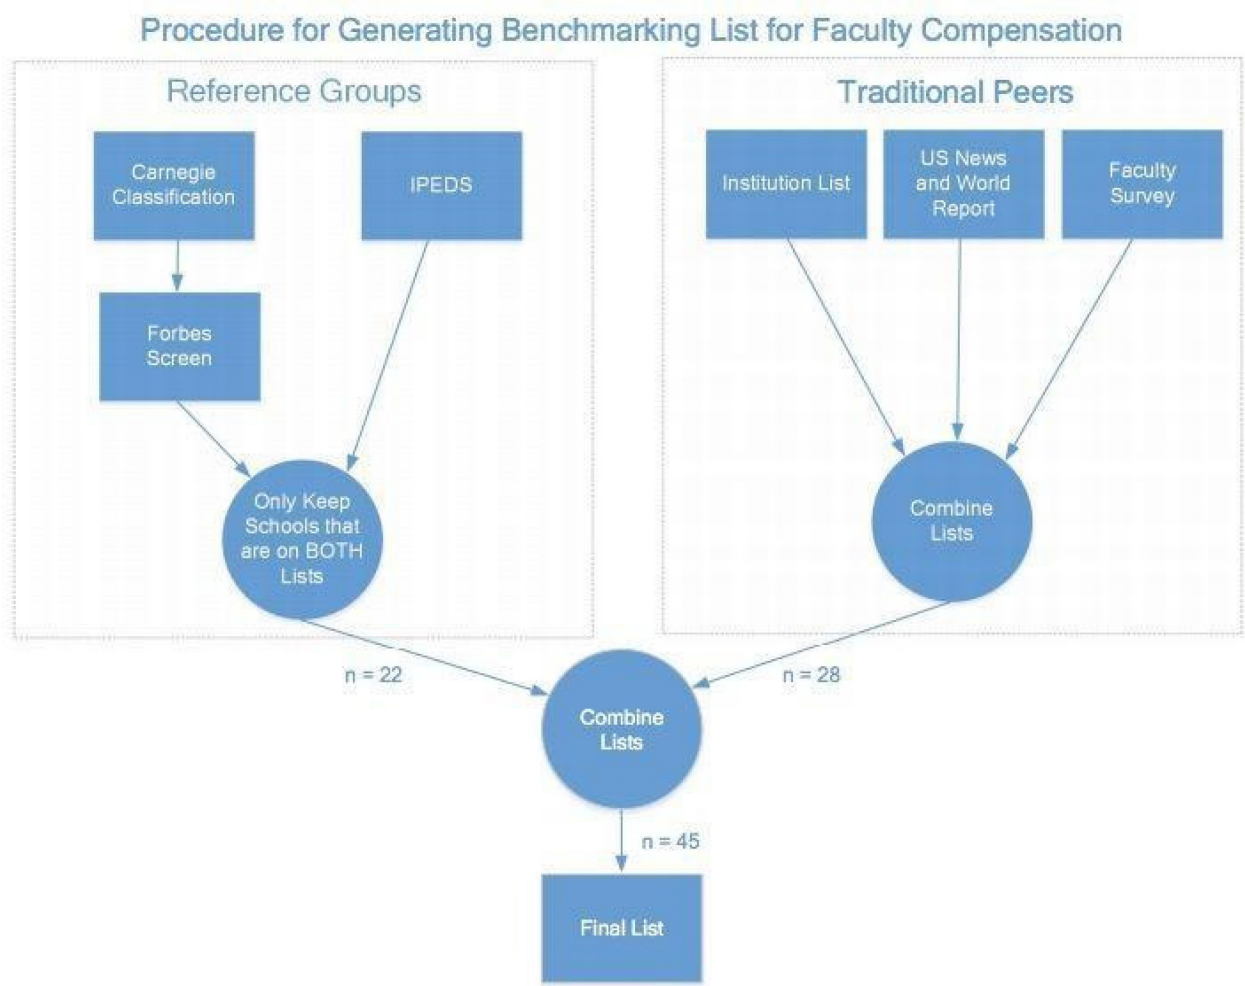 Procedure for Generating Benchmarking List for Faculty Compensation
Reference Groups
Carnegie
Classification
IPEDS
Forbes
Screen
Only Keep
Schools that
are on BOTH
Lists
Traditional Peers
Institution List
US News
and World
Report
Faculty
Survey
Combine
Lists
n = 22
n = 28
Combine
Lists
n = 45
Final List